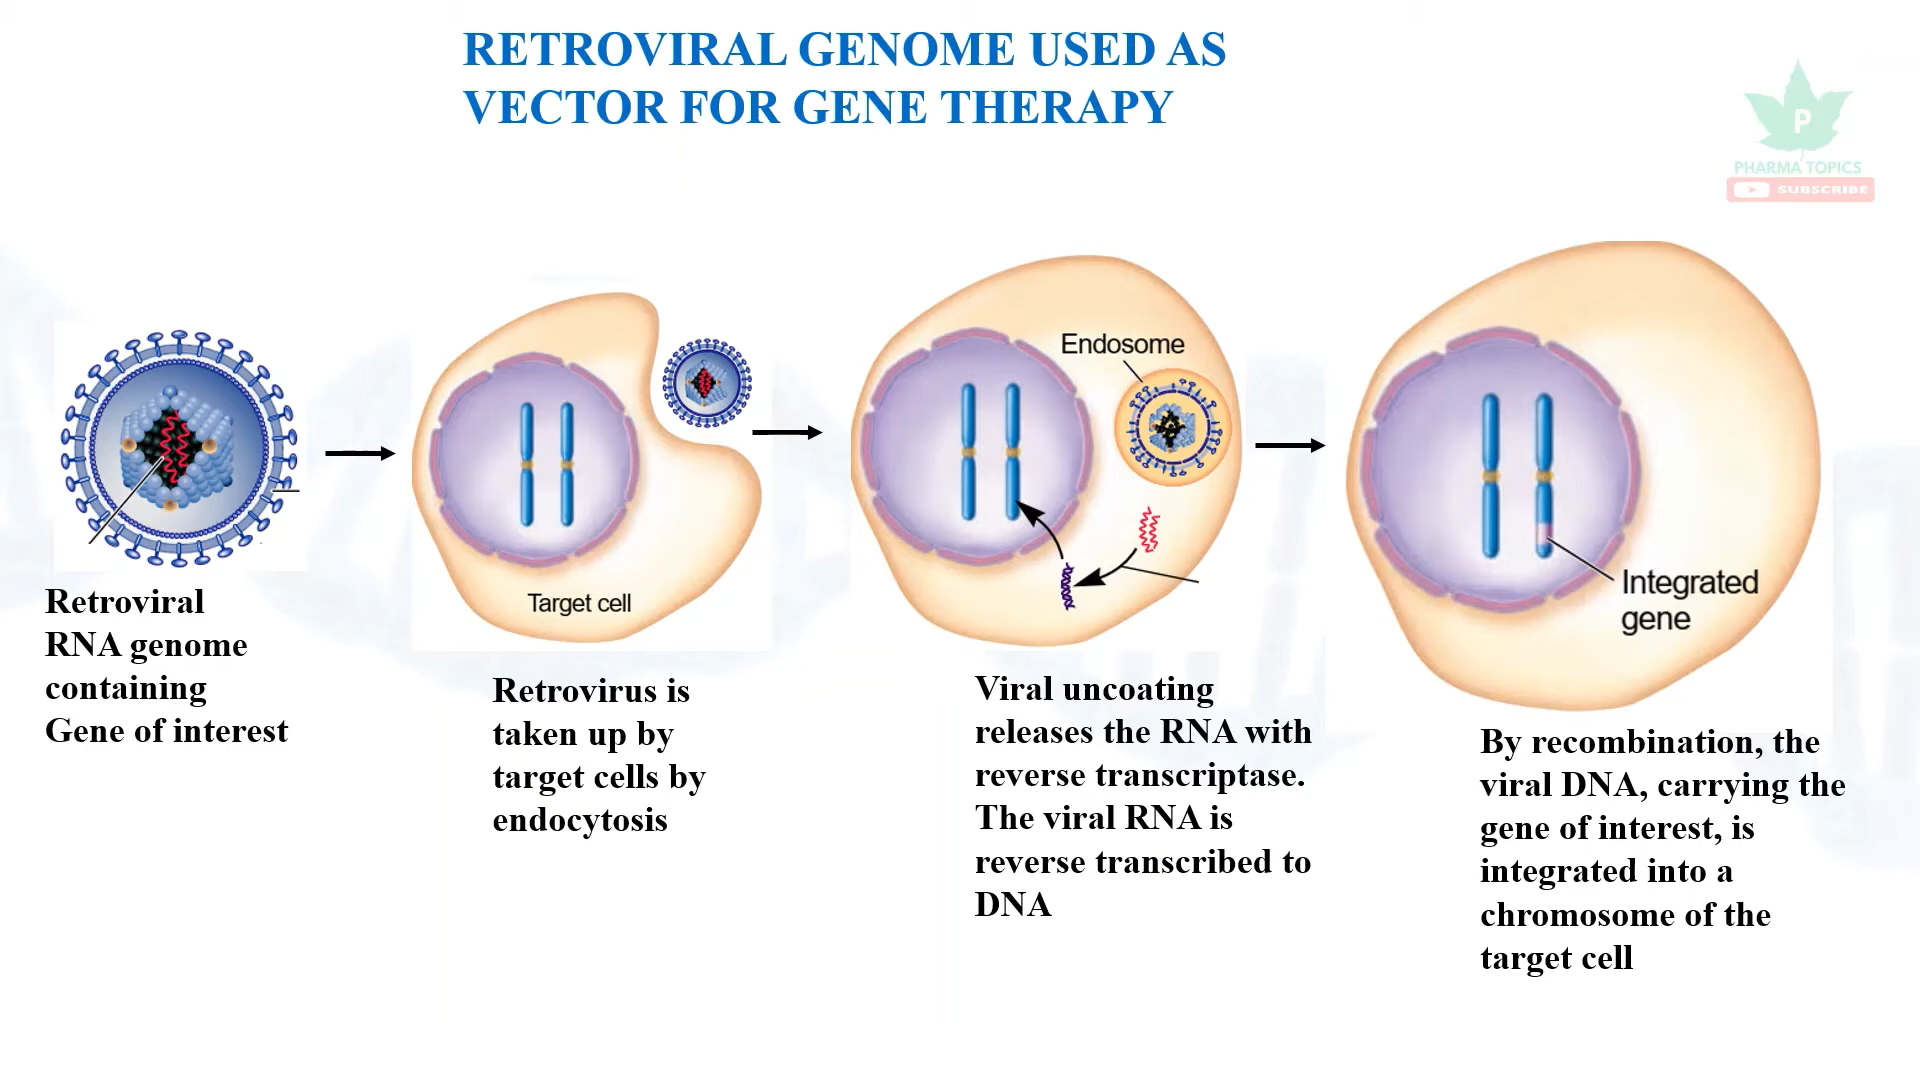 RETROVIRAL GENOME USED AS
VECTOR FOR GENE THERAPY
P
PHARMA TOPICS
SUBSCRIBE
Retroviral
RNA genome
containing
Gene of interest
Target cell
Retrovirus is
taken up by
target cells by
endocytosis
Endosome
Viral uncoating
releases the RNA with
reverse transcriptase.
The viral RNA is
reverse transcribed to
DNA
Integrated
gene
By recombination, the
viral DNA, carrying the
gene of interest, is
integrated into a
chromosome of the
target cell